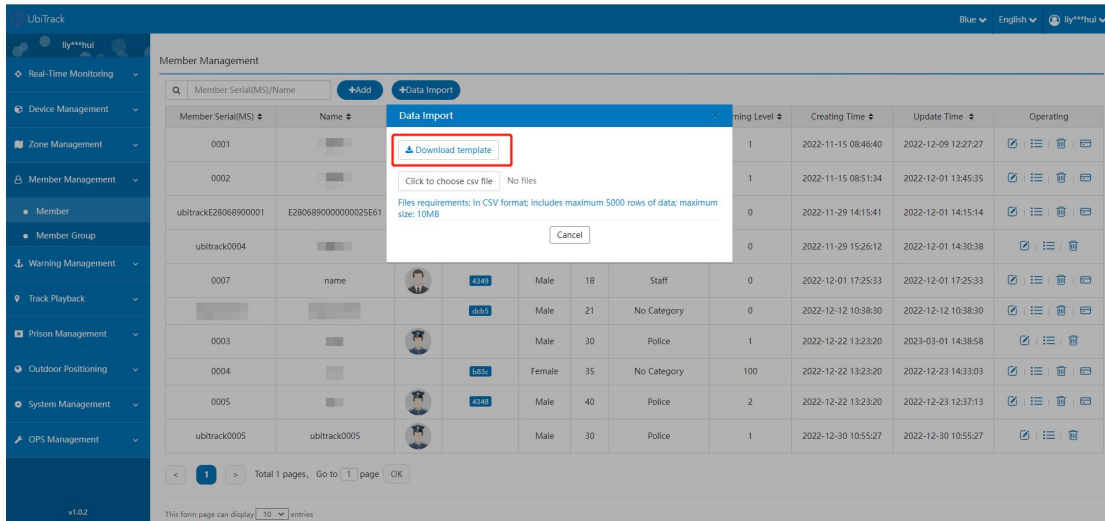 UbiTrack
Blue English liy***hui
liy***hui
Real-Time Monitoring
Device Management
Zone Management
Member Management
Member
Member Group
Warning Management
Track Playback
Prison Management
Outdoor Positioning
System Management
OPS Management
v1.0.2
Member Management
Member Serial(MS)/Name +Add +Data Import
Member Serial(MS) Name rning Level Creating Time Update Time Operating
Data Import
Download template
Click to choose csv file No files
Files requirements: In CSV format; includes maximum 5000 rows of data; maximum
size: 10MB
Cancel
0001 1 2022-11-15 08:46:40 2022-12-09 12:27:27
0002 1 2022-11-15 08:51:34 2022-12-01 13:45:35
ubitrackE28068900001 E2806890000000025E61 0 2022-11-29 14:15:41 2022-12-01 14:15:14
ubitrack0004 0 2022-11-29 15:26:12 2022-12-01 14:30:38
0007 name 4349 Male 18 Staff 0 2022-12-01 17:25:33 2022-12-01 17:25:33
dcb5 Male 21 No Category 0 2022-12-12 10:38:30 2022-12-12 10:38:30
0003 Male 30 Police 1 2022-12-22 13:23:20 2023-03-01 14:38:58
0004 b83c Female 35 No Category 100 2022-12-22 13:23:20 2022-12-23 14:33:03
0005 4348 Male 40 Police 2 2022-12-22 13:23:20 2022-12-23 12:37:13
ubitrack0005 ubitrack0005 Male 30 Police 1 2022-12-30 10:55:27 2022-12-30 10:55:27
< 1 > Total 1 pages, Go to 1 page OK
This form page can display 10 entries